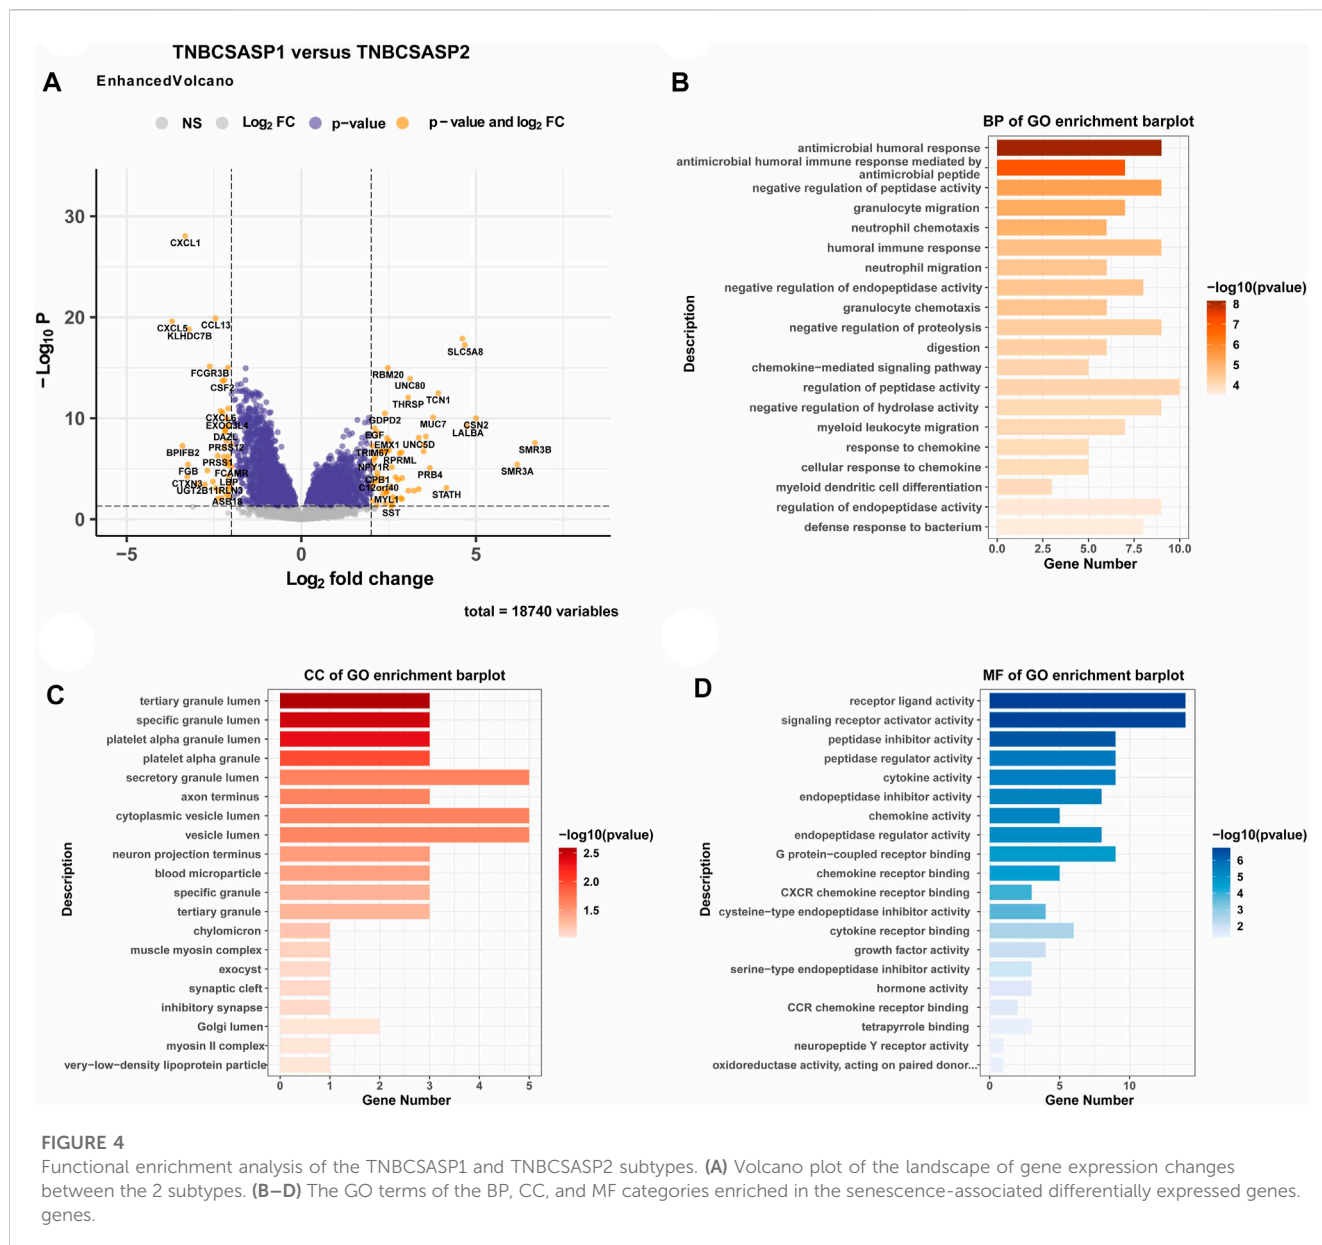 TNBCSASP1 versus TNBCSASP2
A
EnhancedVolcano
NS
Log2 FC
p−value
p − value and log2 FC
−Log10 P
30
20
10
0
CXCL1
CXCL5
CCL13
KLHDC7B
FCGR3B
CSF2
CXCL6
EXOC3L4
DAZL
PRSS12
BPIFB2
PRSS1
FGB
FCAMR
CTXN3
LBP
UGT2B11
RLN3
ASB18
SLC5A8
RBM20
UNC80
THRSP
TCN1
GDPD2
MUC7
CSN2
EGF
LALBA
EMX1
UNC5D
TRIM67
RPRML
SMR3B
NPY1R
SMR3A
PRB4
CPB1
C12orf40
STATH
MYL1
SST
−5
0
5
Log2 fold change
total = 18740 variables
B
BP of GO enrichment barplot
Description
antimicrobial humoral response
antimicrobial humoral immune response mediated by
antimicrobial peptide
negative regulation of peptidase activity
granulocyte migration
neutrophil chemotaxis
humoral immune response
neutrophil migration
negative regulation of endopeptidase activity
granulocyte chemotaxis
negative regulation of proteolysis
digestion
chemokine−mediated signaling pathway
regulation of peptidase activity
negative regulation of hydrolase activity
myeloid leukocyte migration
response to chemokine
cellular response to chemokine
myeloid dendritic cell differentiation
regulation of endopeptidase activity
defense response to bacterium
0.0
2.5
5.0
7.5
10.0
Gene Number
−log10(pvalue)
8
7
6
5
4
C
CC of GO enrichment barplot
Description
tertiary granule lumen
specific granule lumen
platelet alpha granule lumen
platelet alpha granule
secretory granule lumen
axon terminus
cytoplasmic vesicle lumen
vesicle lumen
neuron projection terminus
blood microparticle
specific granule
tertiary granule
chylomicron
muscle myosin complex
exocyst
synaptic cleft
inhibitory synapse
Golgi lumen
myosin II complex
very−low−density lipoprotein particle
0
1
2
3
4
5
Gene Number
−log10(pvalue)
2.5
2.0
1.5
D
MF of GO enrichment barplot
Description
receptor ligand activity
signaling receptor activator activity
peptidase inhibitor activity
peptidase regulator activity
cytokine activity
endopeptidase inhibitor activity
chemokine activity
endopeptidase regulator activity
G protein−coupled receptor binding
chemokine receptor binding
CXCR chemokine receptor binding
cysteine−type endopeptidase inhibitor activity
cytokine receptor binding
growth factor activity
serine−type endopeptidase inhibitor activity
hormone activity
CCR chemokine receptor binding
tetrapyrrole binding
neuropeptide Y receptor activity
oxidoreductase activity, acting on paired donor...
0
5
10
Gene Number
−log10(pvalue)
6
5
4
3
2
FIGURE 4
Functional enrichment analysis of the TNBCSASP1 and TNBCSASP2 subtypes. (A) Volcano plot of the landscape of gene expression changes
between the 2 subtypes. (B–D) The GO terms of the BP, CC, and MF categories enriched in the senescence-associated differentially expressed genes.
genes.